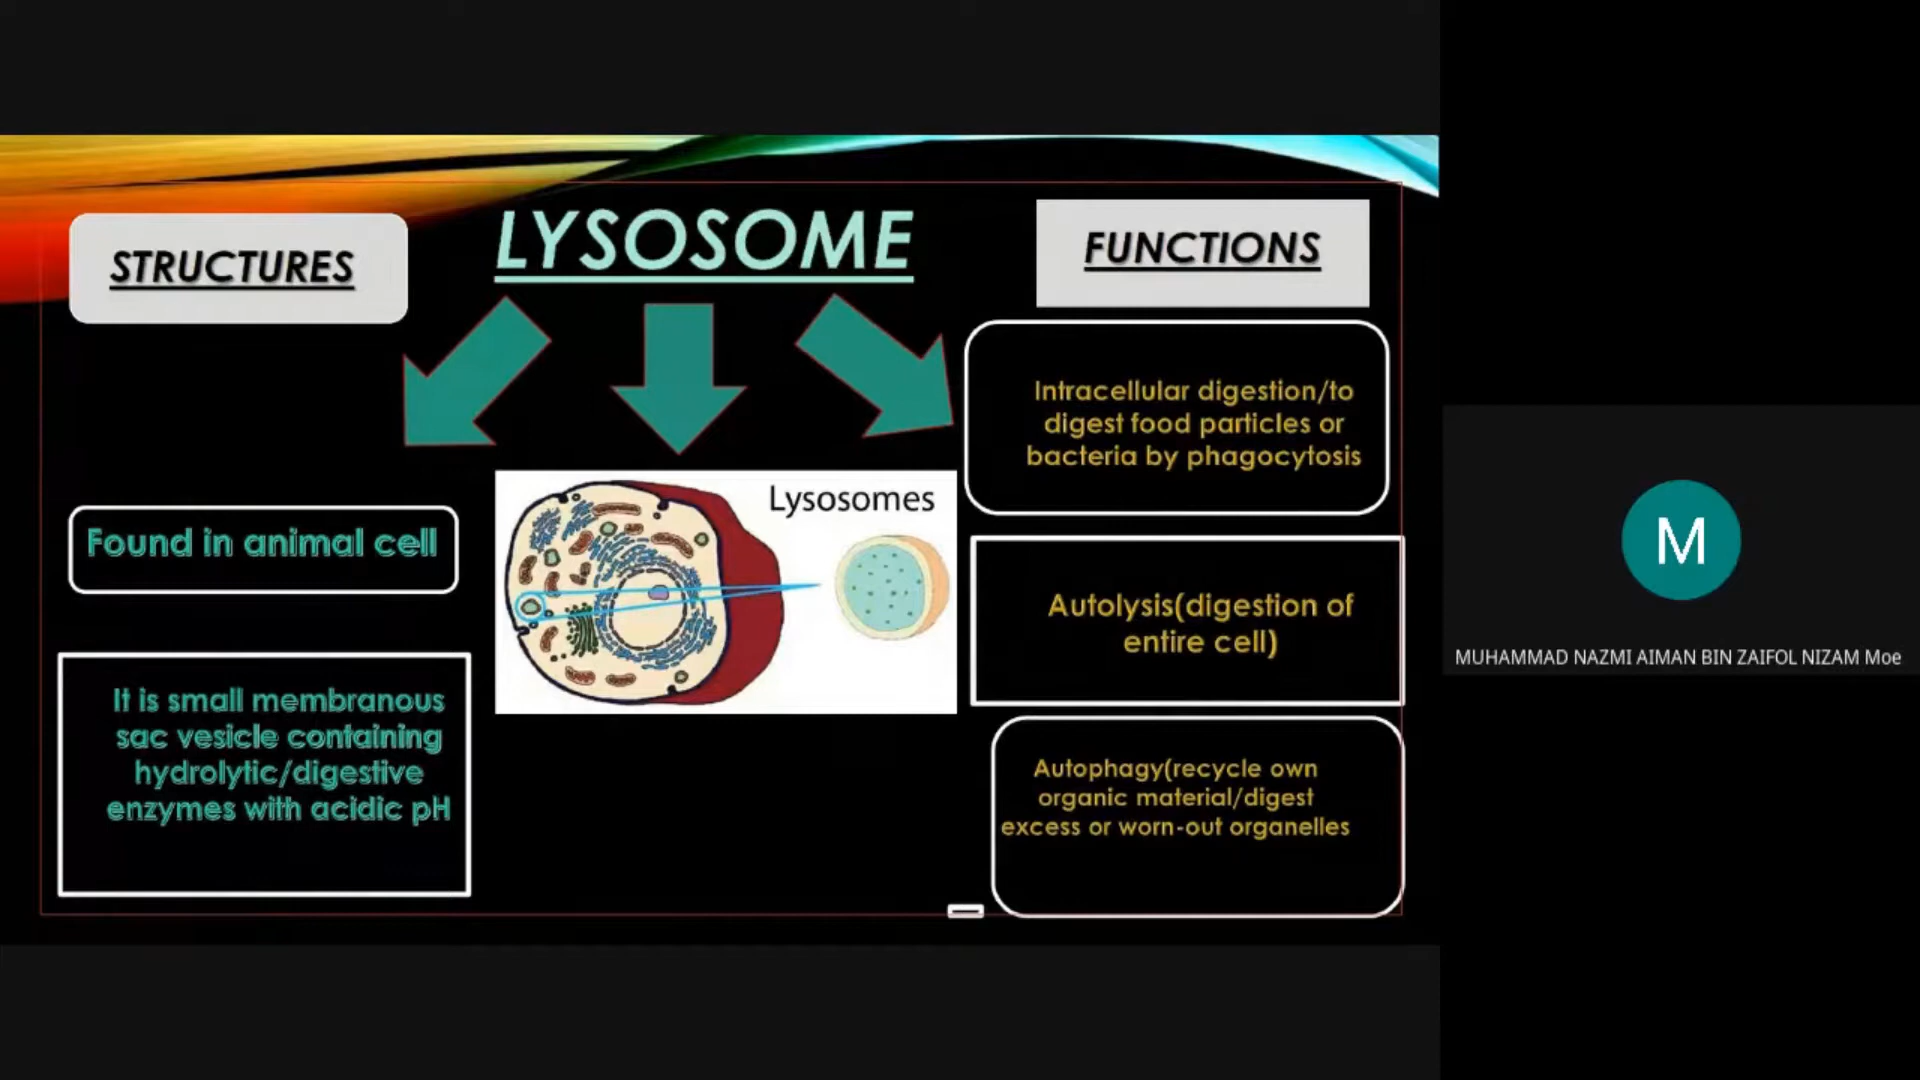 LYSOSOME
STRUCTURES
Found in animal cell
It is small membranous
sac vesicle containing
hydrolytic/digestive
enzymes with acidic pH
Lysosomes
FUNCTIONS
Intracellular digestion/to
digest food particles or
bacteria by phagocytosis
Autolysis(digestion of
entire cell)
Autophagy(recycle own
organic material/digest
excess or worn-out organelles
M
MUHAMMAD NAZMI AIMAN BIN ZAIFOL NIZAM Moe